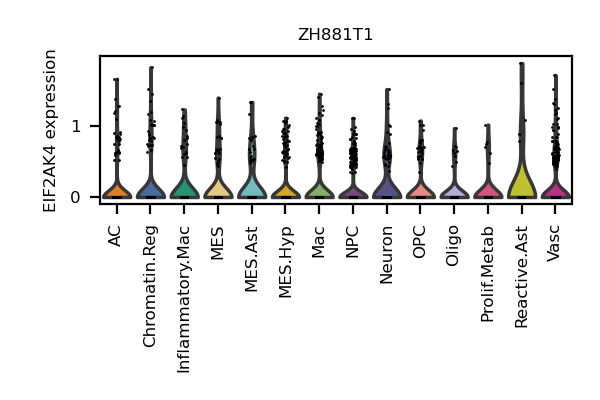 ZH881T1
EIF2AK4 expression
1
0
AC
Chromatin.Reg
Inflammatory.Mac
MES
MES.Ast
MES.Hyp
Mac
NPC
Neuron
OPC
Oligo
Prolif.Metab
Reactive.Ast
Vasc